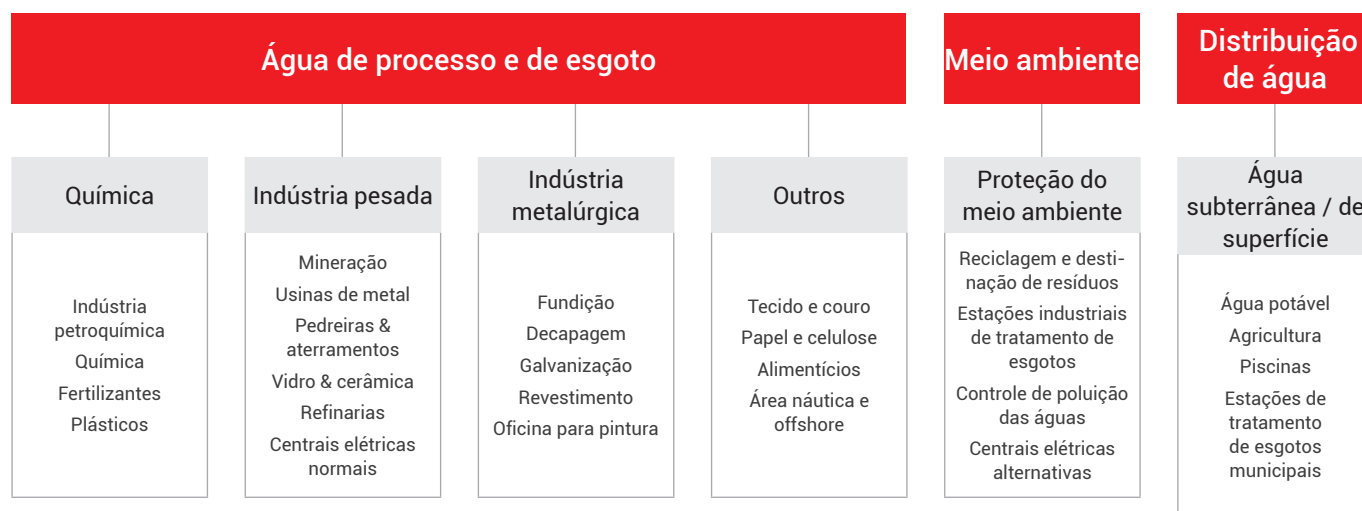 Água de processo e de esgoto
Meio ambiente
Distribuição
de água
Química
Indústria
petroquímica
Química
Fertilizantes
Plásticos
Indústria pesada
Mineração
Usinas de metal
Pedreiras &
aterramentos
Vidro & cerâmica
Refinarias
Centrais elétricas
normais
Indústria
metalúrgica
Fundição
Decapagem
Galvanização
Revestimento
Oficina para pintura
Outros
Tecido e couro
Papel e celulose
Alimentícios
Área náutica e
offshore
Proteção do
meio ambiente
Reciclagem e desti-
nação de resíduos
Estações industriais
de tratamento de
esgotos
Controle de poluição
das águas
Centrais elétricas
alternativas
Água
subterrânea / de
superfície
Água potável
Agricultura
Piscinas
Estações de
tratamento
de esgotos
municipais